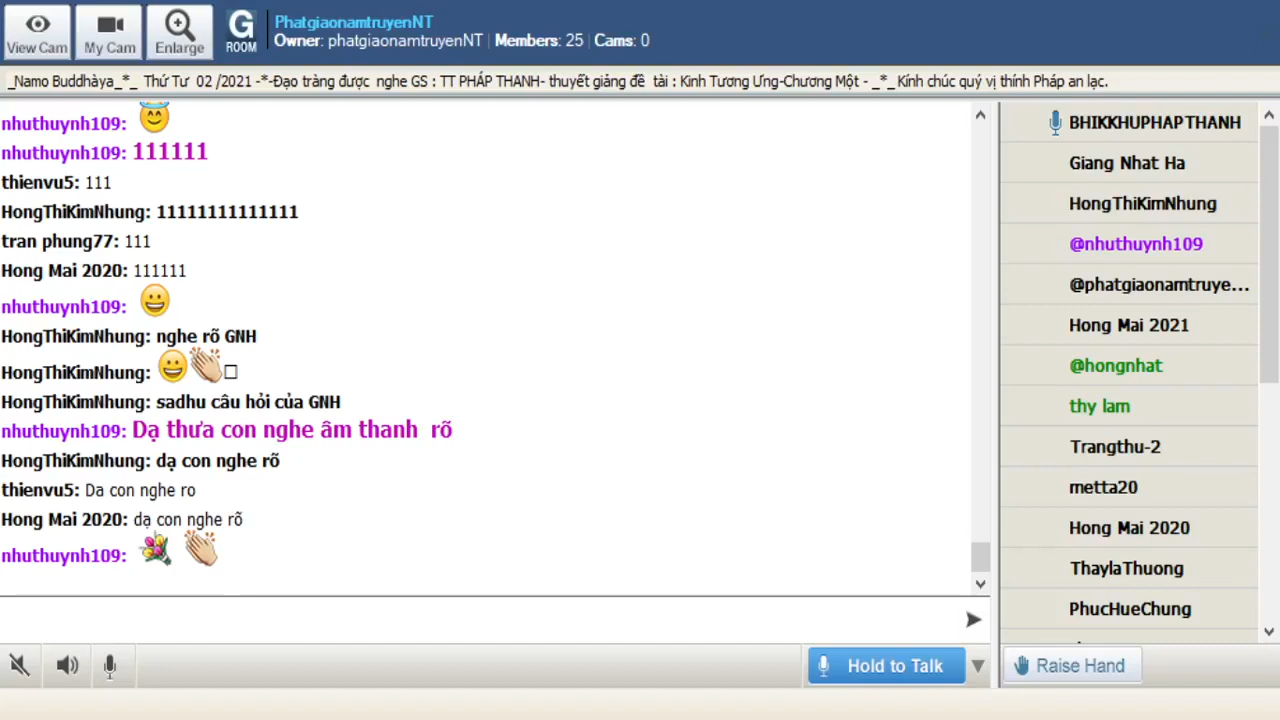 View Cam
My Cam
Enlarge
G
ROOM
PhatgiaonamtruyenNT
Owner: phatgiaonamtruyenNT | Members: 25 | Cams: 0
_Namo Buddhàya_*_ Thứ Tư 02 /2021 -*-Đạo tràng được nghe GS : TT PHÁP THANH- thuyết giảng đề tài : Kinh Tương Ưng-Chương Một - _*_ Kính chúc quý vị thính Pháp an lạc.
nhuthuynh109:
nhuthuynh109: 111111
thienvu5: 111
HongThiKimNhung: 11111111111111
tran phung77: 111
Hong Mai 2020: 111111
nhuthuynh109:
HongThiKimNhung: nghe rõ GNH
HongThiKimNhung:
HongThiKimNhung: sadhu câu hỏi của GNH
nhuthuynh109: Dạ thưa con nghe âm thanh rõ
HongThiKimNhung: dạ con nghe rõ
thienvu5: Da con nghe ro
Hong Mai 2020: dạ con nghe rõ
nhuthuynh109:
BHIKKHUPHAPTHANH
Giang Nhat Ha
HongThiKimNhung
@nhuthuynh109
@phatgiaonamtruye...
Hong Mai 2021
@hongnhat
thy lam
Trangthu-2
metta20
Hong Mai 2020
ThaylaThuong
PhucHueChung
Hold to Talk
Raise Hand